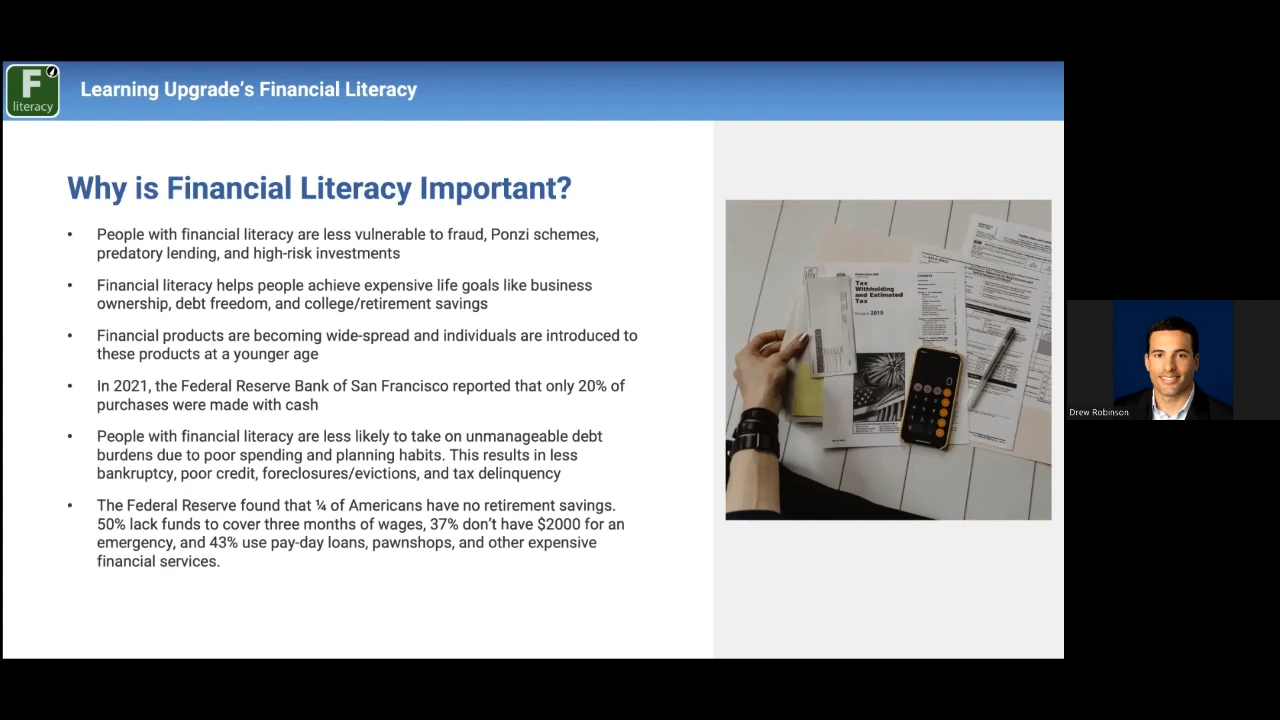 F
literacy
Learning Upgrade's Financial Literacy
Why is Financial Literacy Important?
• People with financial literacy are less vulnerable to fraud, Ponzi schemes,
predatory lending, and high-risk investments
• Financial literacy helps people achieve expensive life goals like business
ownership, debt freedom, and college/retirement savings
• Financial products are becoming wide-spread and individuals are introduced to
these products at a younger age
• In 2021, the Federal Reserve Bank of San Francisco reported that only 20% of
purchases were made with cash
• People with financial literacy are less likely to take on unmanageable debt
burdens due to poor spending and planning habits. This results in less
bankruptcy, poor credit, foreclosures/evictions, and tax delinquency
• The Federal Reserve found that ¼ of Americans have no retirement savings.
50% lack funds to cover three months of wages, 37% don't have $2000 for an
emergency, and 43% use pay-day loans, pawnshops, and other expensive
financial services.
Tax
Withholding
and Estimated
Tax
2019
Drew Robinson